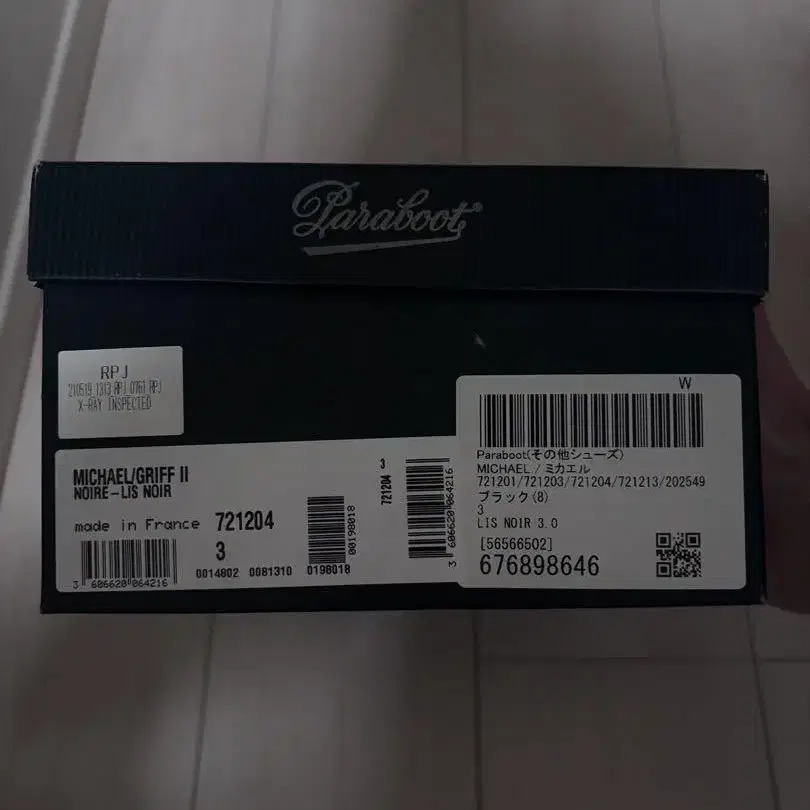 Paraboot®
RPJ
210519 1313 RPJ 0761 RPJ
X-RAY INSPECTED
MICHAEL/GRIFF II
NOIRE-LIS NOIR
made in France 721204
3
3 606620 064216
0014802 0081310 0198018
00198018
3
721204
3 606620 064216
W
Paraboot(その他シューズ)
MICHAEL./ ミカエル
721201/721203/721204/721213/202549
ブラック(8)
3
LIS NOIR 3.0
[56566502]
676898646